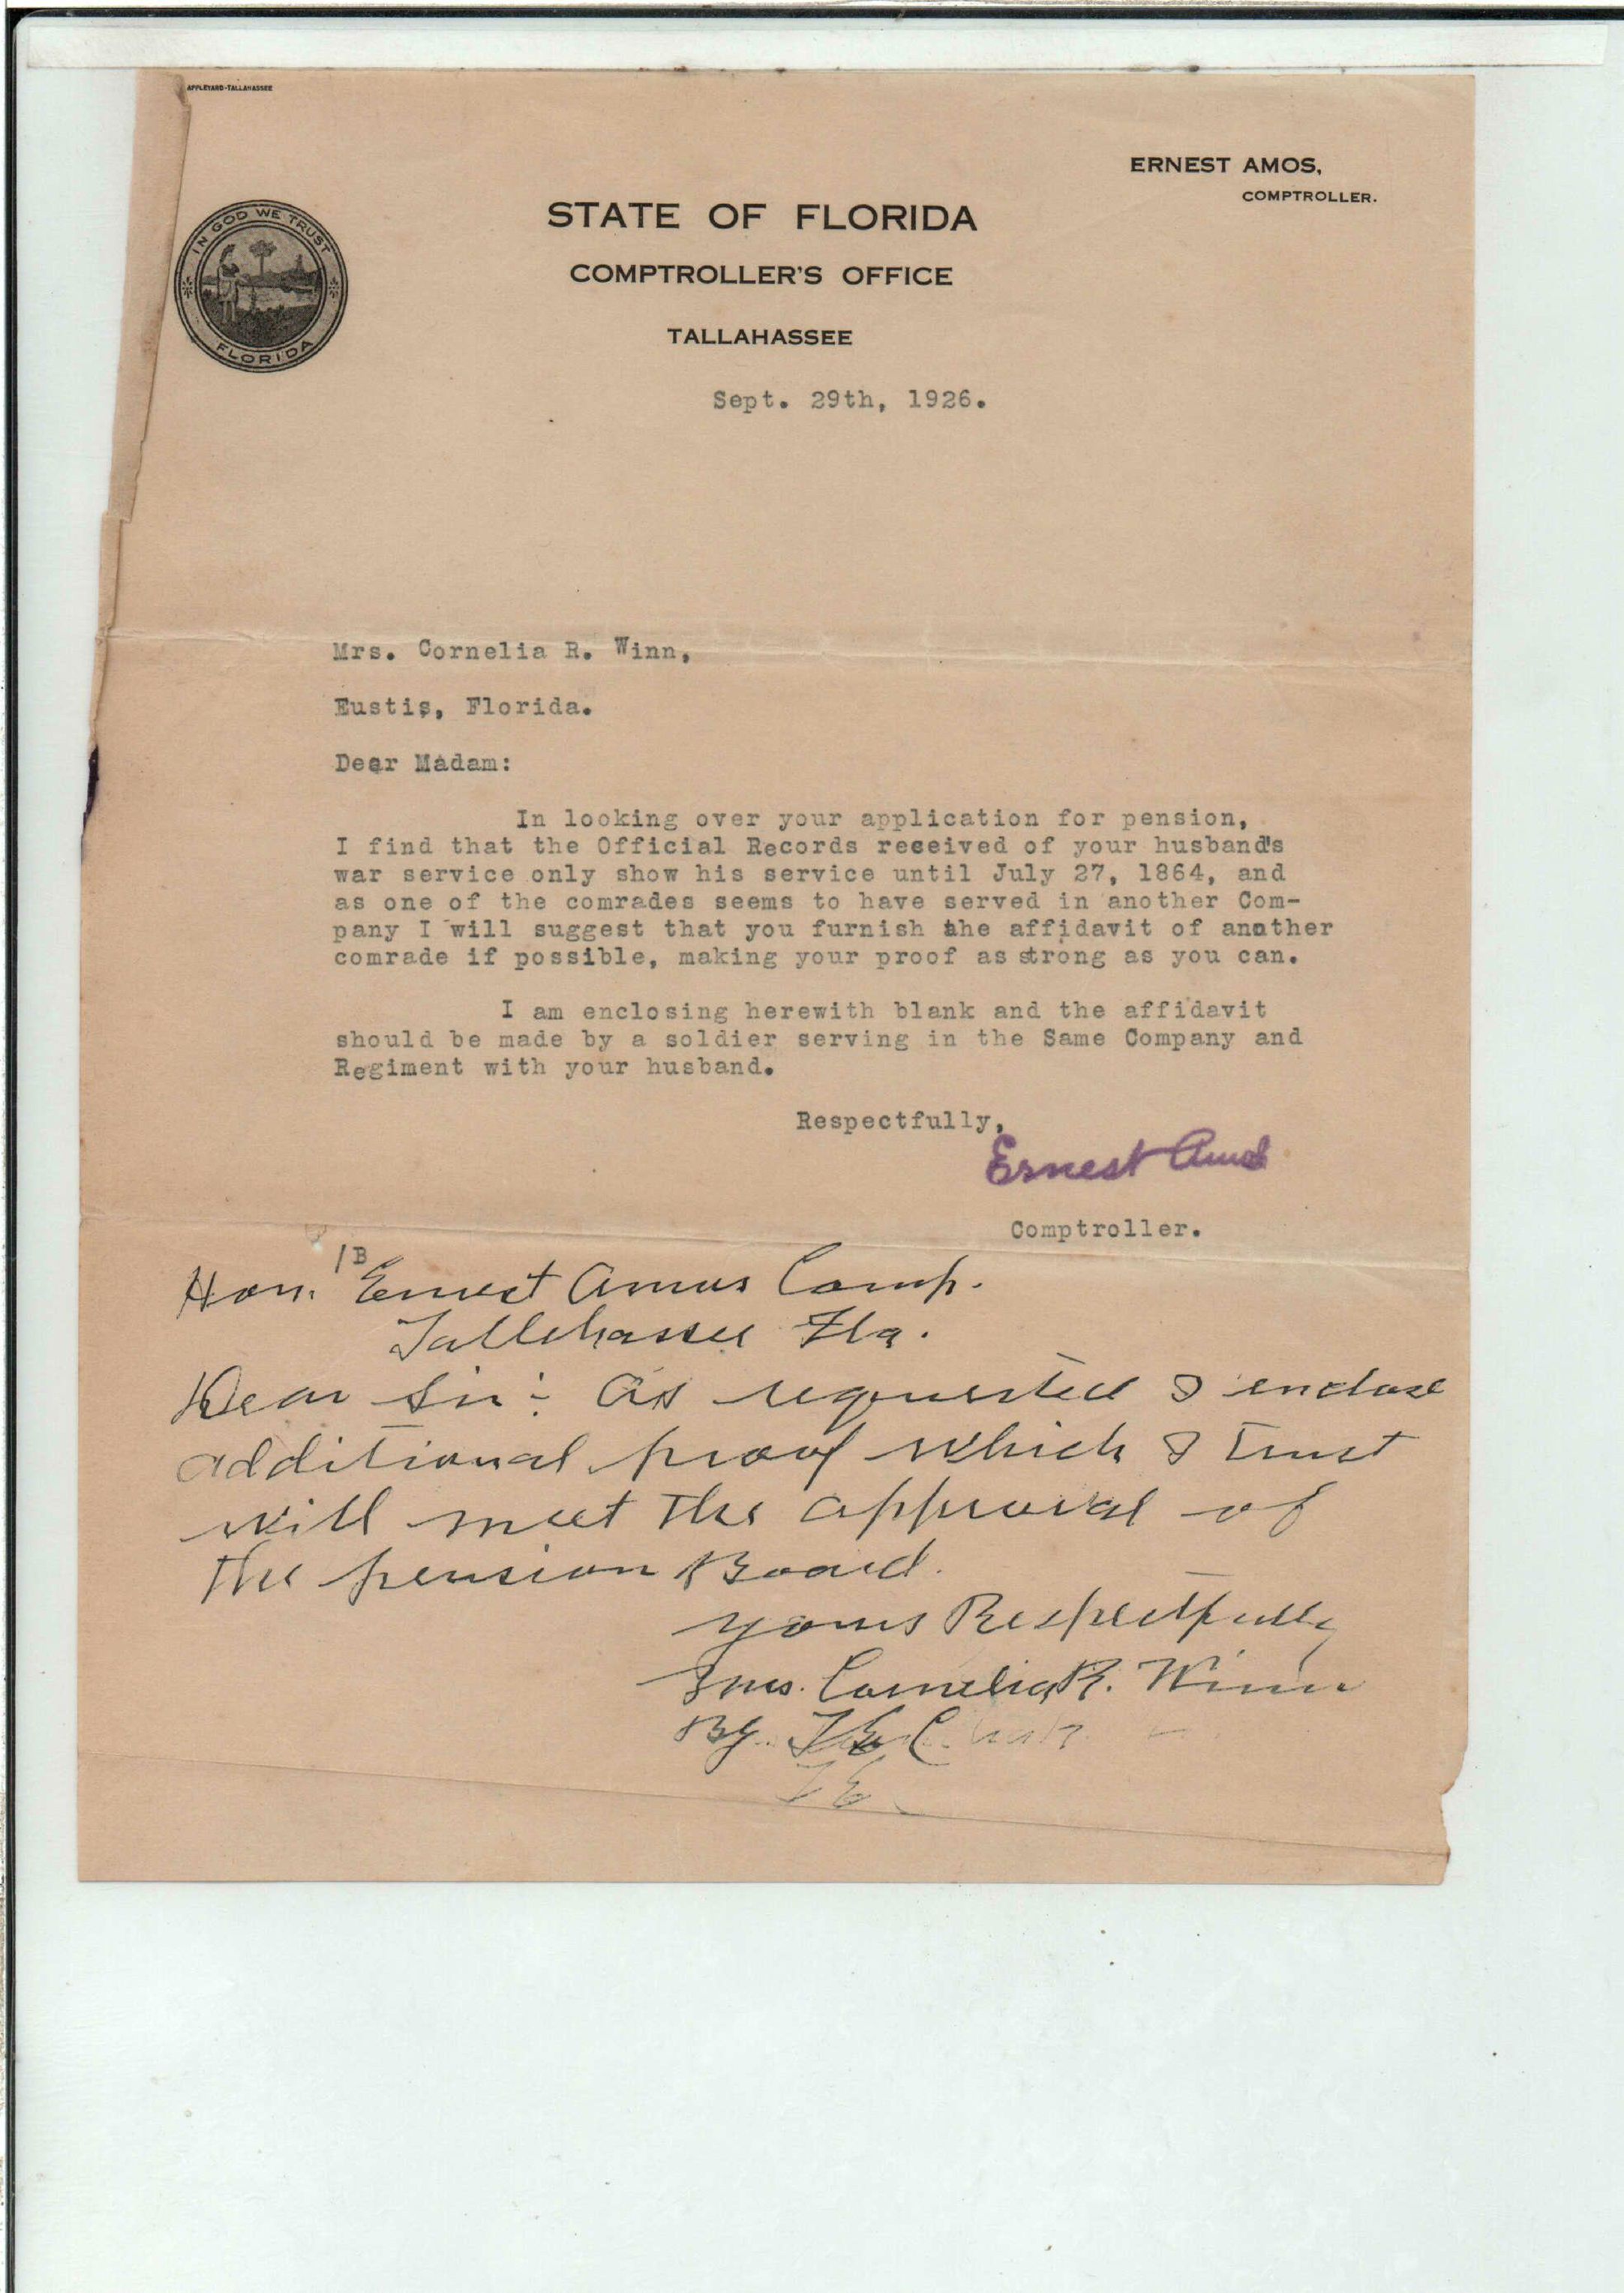 APPLEYARD-TALLAHASSEE
ERNEST AMOS,
COMPTROLLER.
IN GOD WE TRUST
FLORIDA
STATE OF FLORIDA
COMPTROLLER'S OFFICE
TALLAHASSEE
Sept. 29th, 1926.
Mrs. Cornelia R. Winn,
Eustis, Florida.
Dear Madam:
In looking over your application for pension,
I find that the Official Records received of your husband's
war service only show his service until July 27, 1864, and
as one of the comrades seems to have served in another Com-
pany I will suggest that you furnish the affidavit of another
comrade if possible, making your proof as strong as you can.
I am enclosing herewith blank and the affidavit
should be made by a soldier serving in the Same Company and
Regiment with your husband.
Respectfully,
Ernest Amos
Comptroller.
1B
Hon. Ernest Amos Comp.
Tallehassee Fla.
Dear Sir: As requested I enclose
additional proof which I trust
will meet the approval of
the pension Board.
yours Respectfully
Mrs. Cornelia R. Winn
By